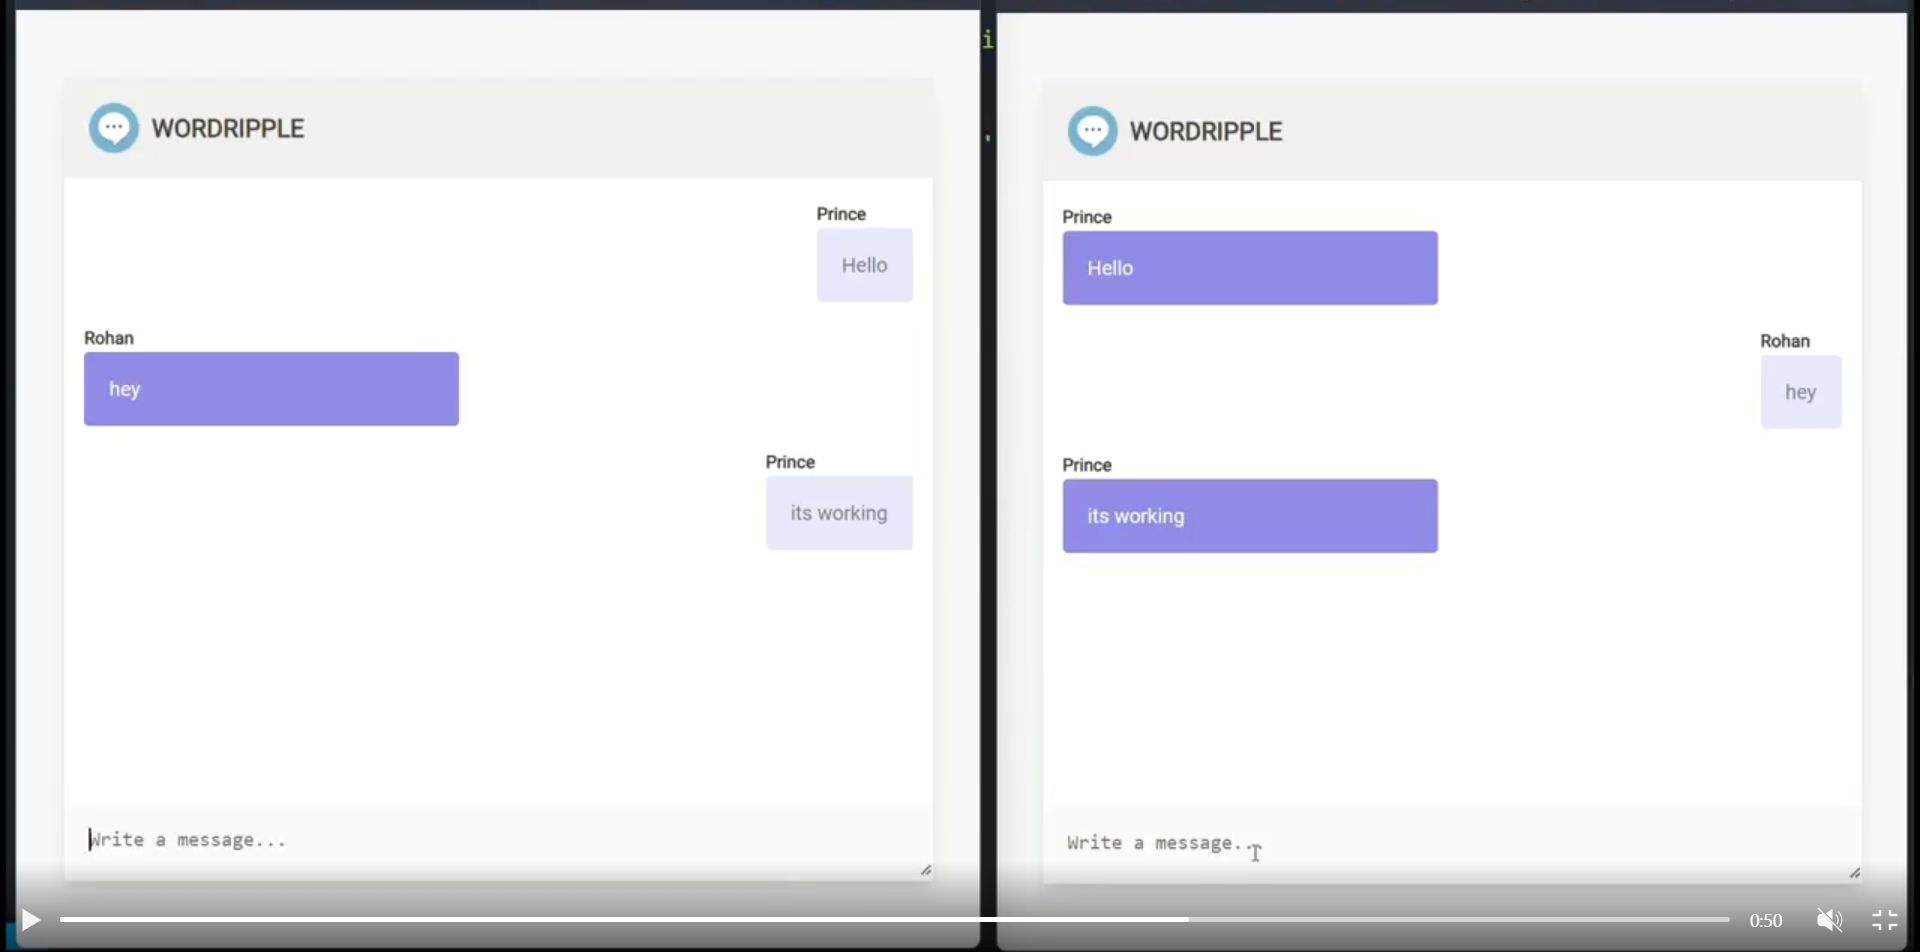 i
WORDRIPPLE
Prince
Hello
Rohan
hey
Prince
its working
Write a message...
WORDRIPPLE
Prince
Hello
Rohan
hey
Prince
its working
Write a message...
0:50